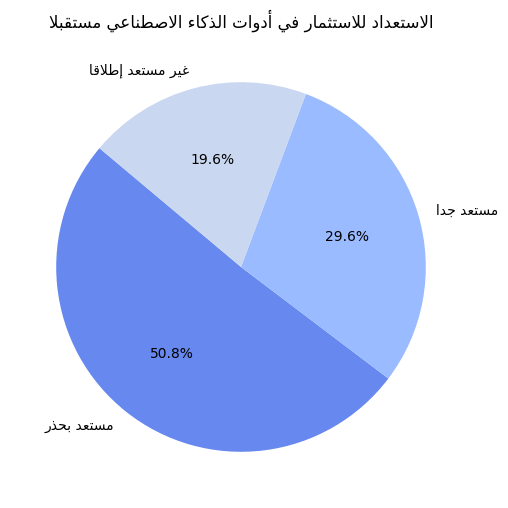 الاستعداد للاستثمار في أدوات الذكاء الاصطناعي مستقبلا
غير مستعد إطلاقا
19.6%
مستعد جدا
29.6%
50.8%
مستعد بحذر